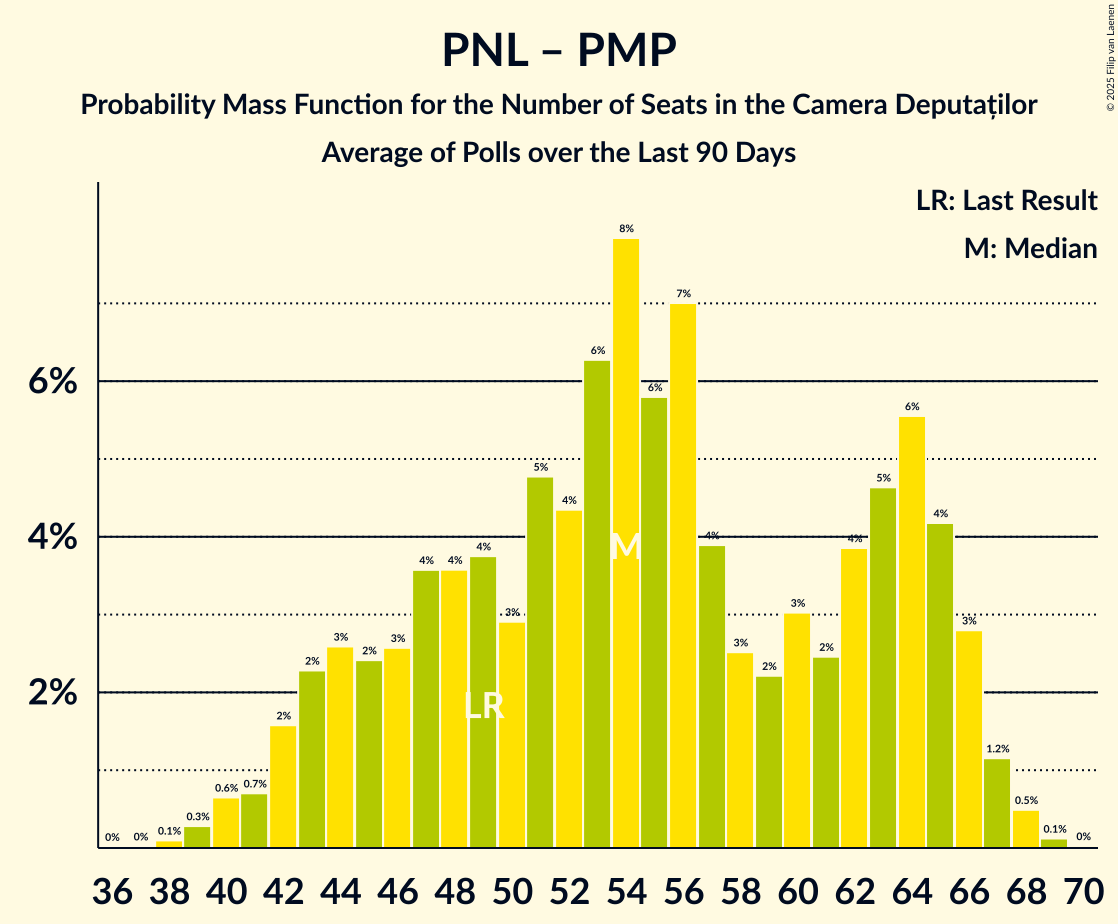 PNL – PMP
Probability Mass Function for the Number of Seats in the Camera Deputaților
Average of Polls over the Last 90 Days
© 2025 Filip van Laenen
LR: Last Result
M: Median
6%
4%
2%
0% 0% 0.1% 0.3% 0.6% 0.7% 2% 2% 3% 2% 3% 4% 4% 4% 3% 5% 4% 6% 8% 6% 7% 4% 3% 2% 3% 2% 4% 5% 6% 4% 3% 1.2% 0.5% 0.1% 0%
M
LR
36 38 40 42 44 46 48 50 52 54 56 58 60 62 64 66 68 70